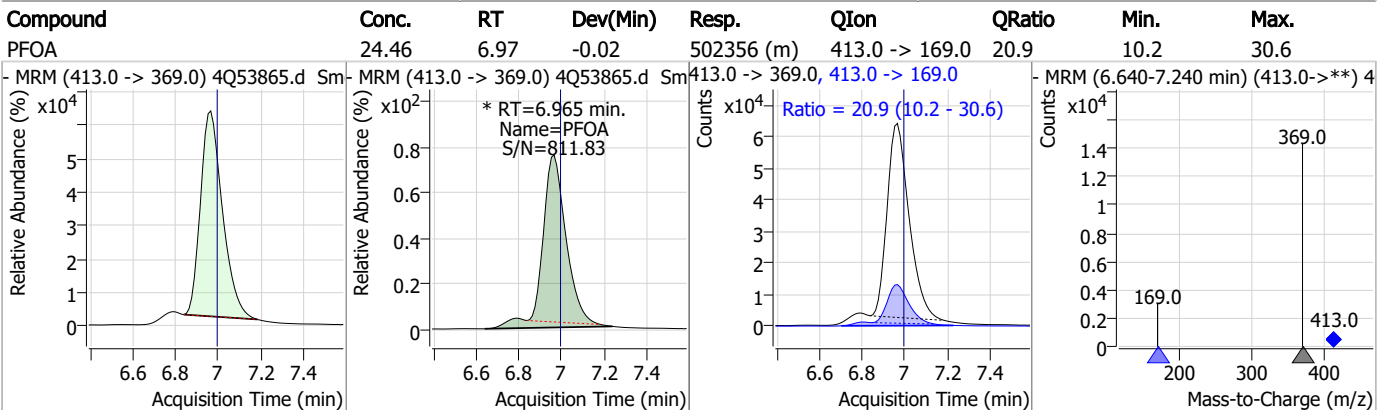 Compound Conc. RT Dev(Min) Resp. QIon QRatio Min. Max.
PFOA 24.46 6.97 -0.02 502356 (m) 413.0 -> 169.0 20.9 10.2 30.6
- MRM (413.0 -> 369.0) 4Q53865.d Sm
x10⁴
Relative Abundance (%)
5
4
3
2
1
0
6.6 6.8 7 7.2 7.4
Acquisition Time (min)
- MRM (413.0 -> 369.0) 4Q53865.d Sm
x10²
Relative Abundance (%)
* RT=6.965 min.
Name=PFOA
S/N=811.83
0.8
0.6
0.4
0.2
0
6.6 6.8 7 7.2 7.4
Acquisition Time (min)
413.0 -> 369.0, 413.0 -> 169.0
x10⁴
Counts
Ratio = 20.9 (10.2 - 30.6)
6
5
4
3
2
1
0
6.6 6.8 7 7.2 7.4
Acquisition Time (min)
- MRM (6.640-7.240 min) (413.0->**) 4
x10⁴
Counts
369.0
1.4
1.2
1
0.8
0.6
0.4
169.0
0.2
413.0
0
200 300 400
Mass-to-Charge (m/z)